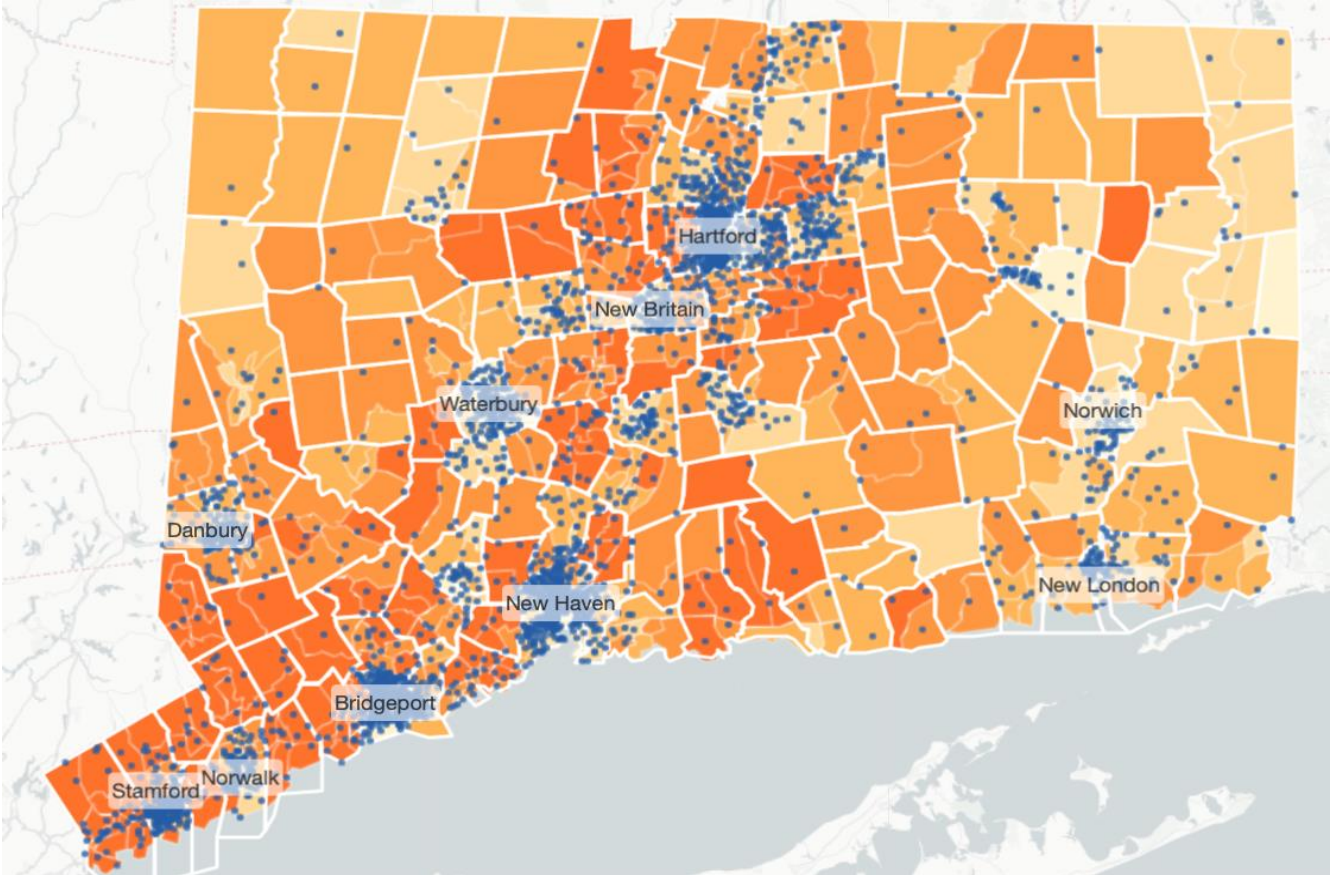 Hartford
New Britain
Waterbury
Norwich
Danbury
New London
New Haven
Bridgeport
Norwalk
Stamford